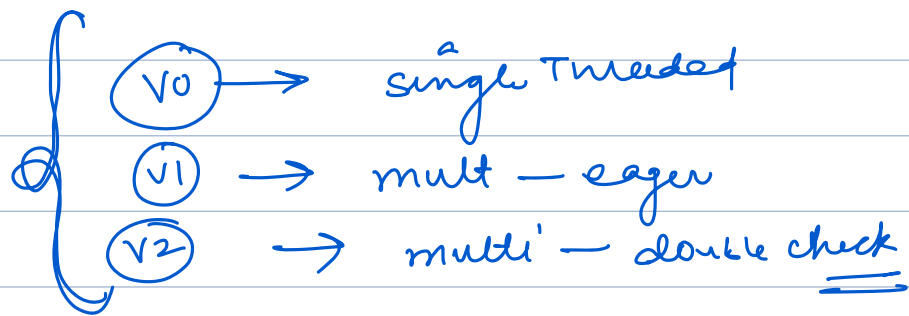 V0 → single Threaded
V1 → mult - eager
V2 → multi - double check